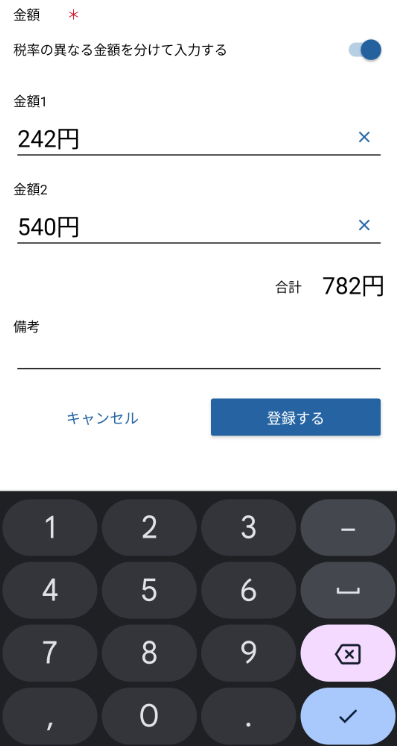 金額 *
税率の異なる金額を分けて入力する
金額1
242円 ×
金額2
540円 ×
合計 782円
備考
キャンセル 登録する
1 2 3 −
4 5 6
7 8 9
, 0 .